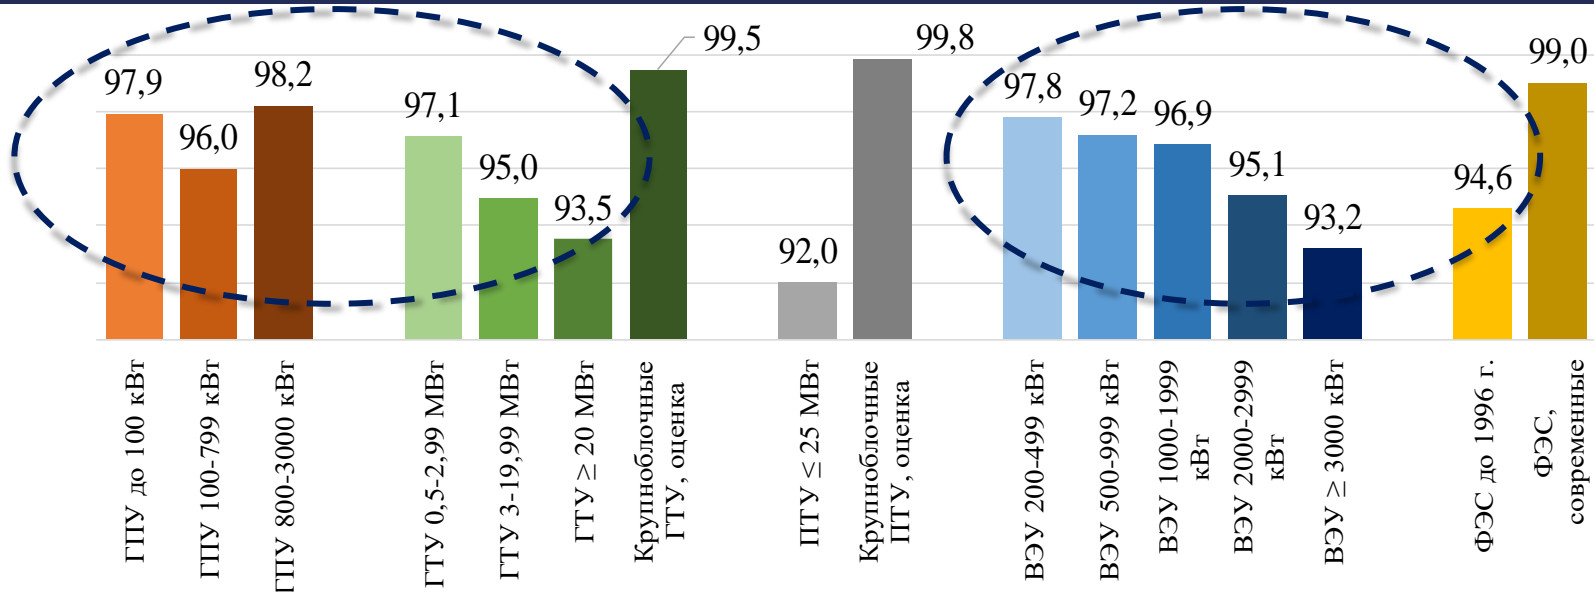 97,9
96,0
98,2
97,1
95,0
93,5
99,5
92,0
99,8
97,8
97,2
96,9
95,1
93,2
94,6
99,0
ГПУ до 100 кВт
ГПУ 100-799 кВт
ГПУ 800-3000 кВт
ГТУ 0,5-2,99 МВт
ГТУ 3-19,99 МВт
ГТУ ≥ 20 МВт
Крупноблочные
ГТУ, оценка
ПТУ ≤ 25 МВт
Крупноблочные
ПТУ, оценка
ВЭУ 200-499 кВт
ВЭУ 500-999 кВт
ВЭУ 1000-1999
кВт
ВЭУ 2000-2999
кВт
ВЭУ ≥ 3000 кВт
ФЭС до 1996 г.
ФЭС,
современные